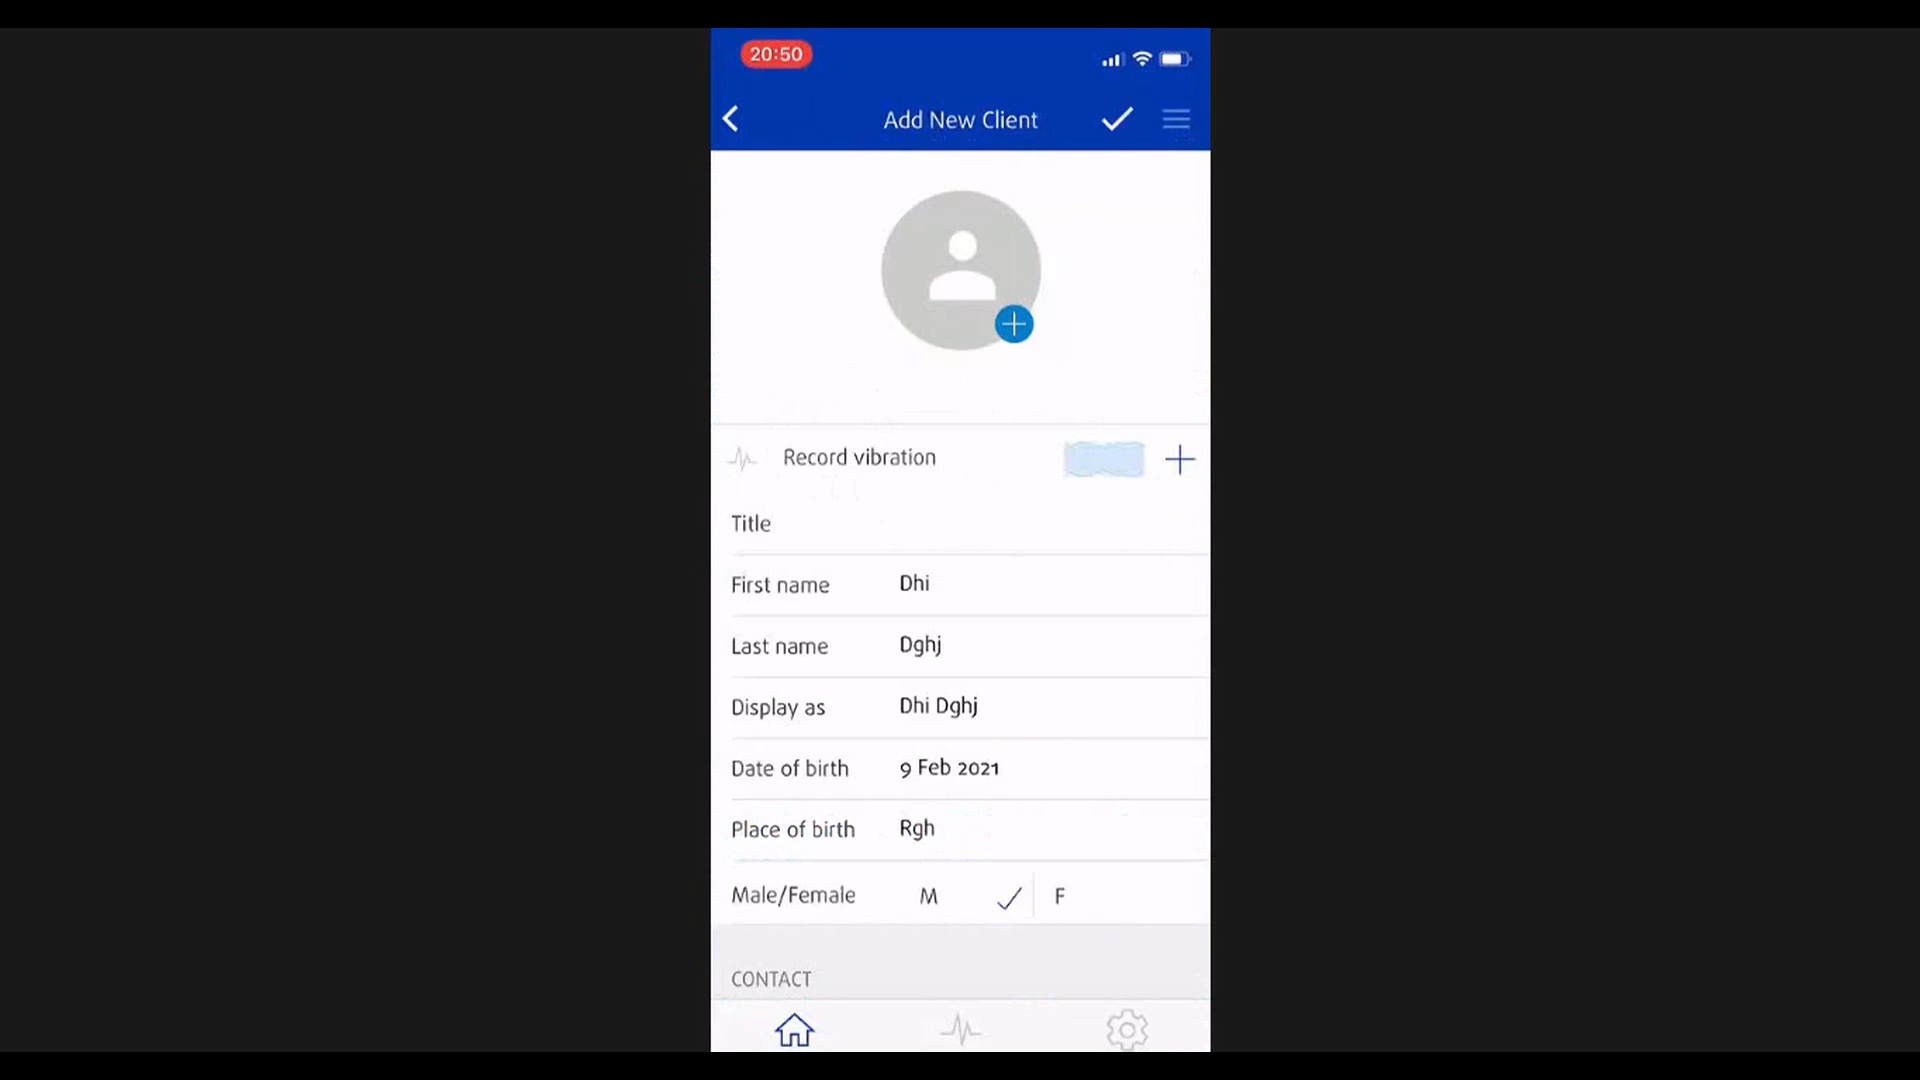 20:50
Add New Client
Record vibration
Title
First name Dhi
Last name Dghj
Display as Dhi Dghj
Date of birth 9 Feb 2021
Place of birth Rgh
Male/Female M F
CONTACT